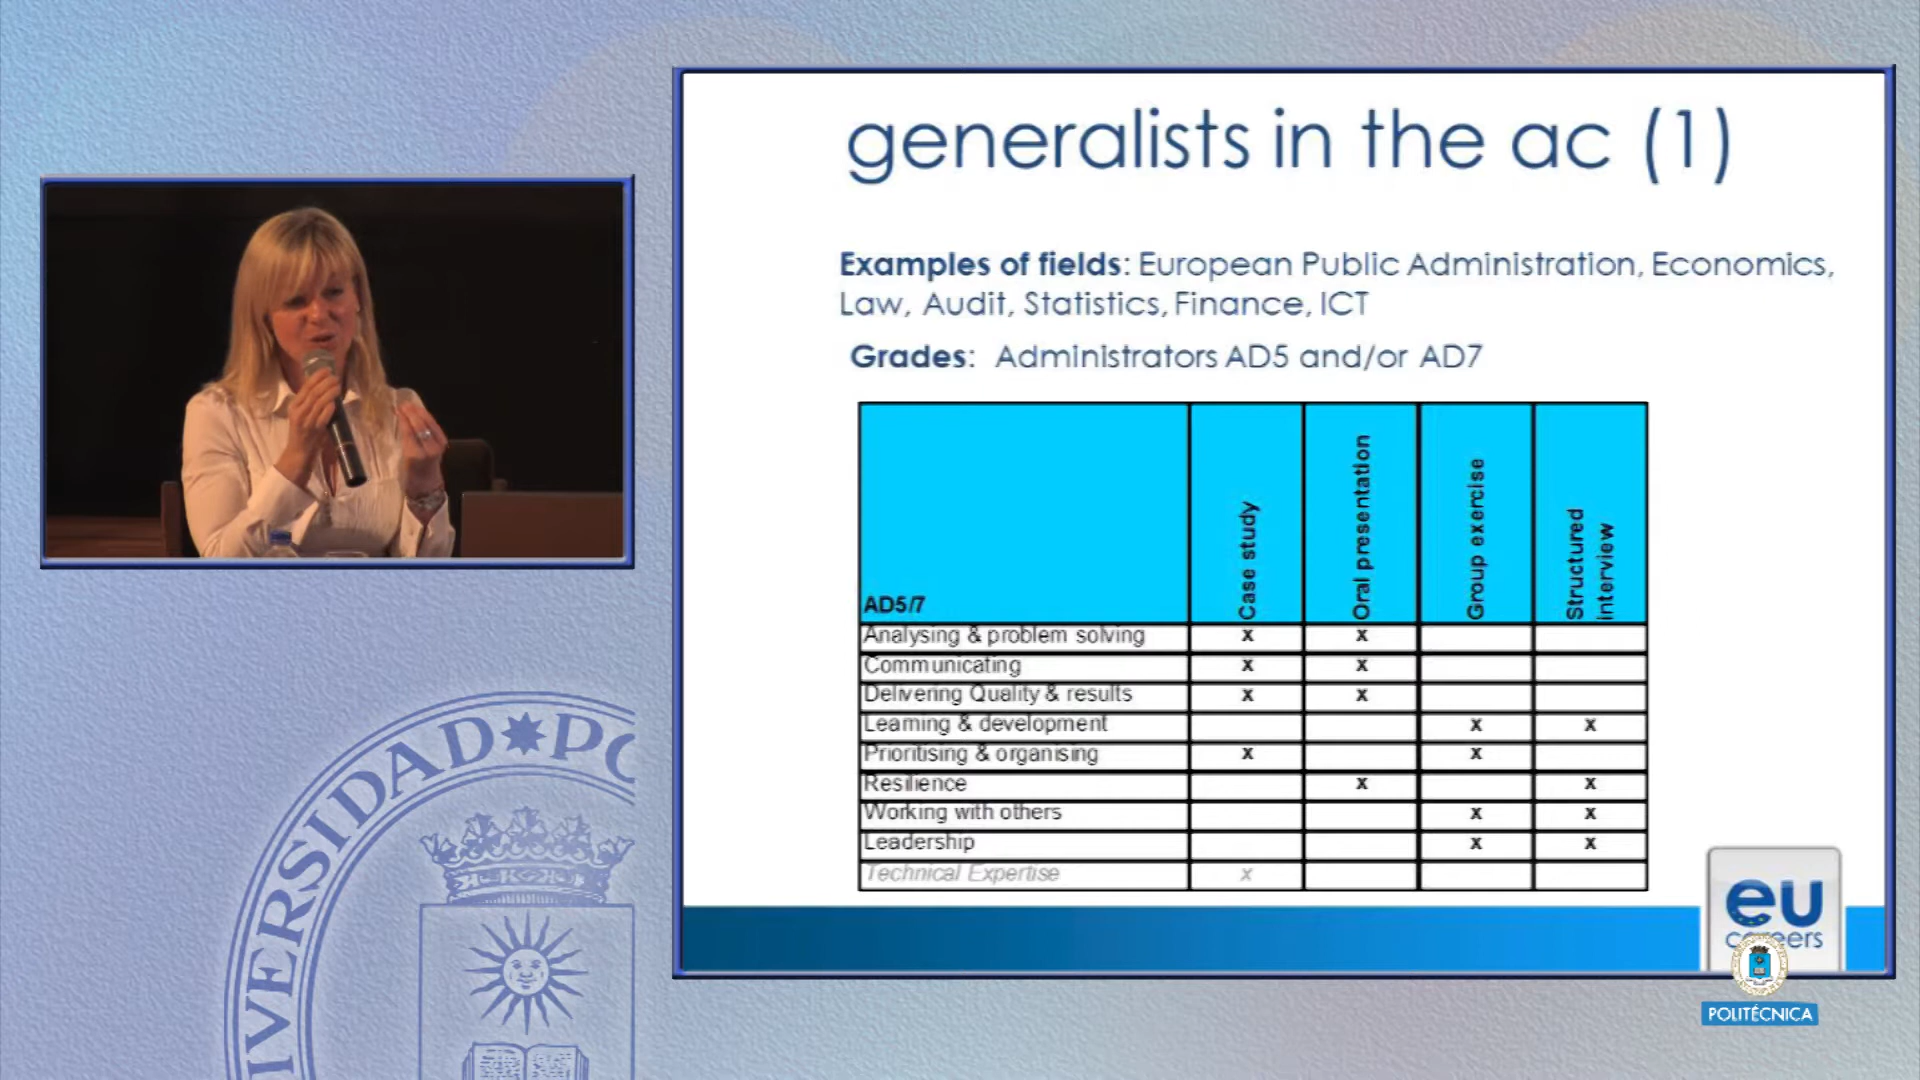 generalists in the ac (1)
Examples of fields: European Public Administration, Economics,
Law, Audit, Statistics, Finance, ICT
Grades: Administrators AD5 and/or AD7
AD5/7
Case study
Oral presentation
Group exercise
Structured
interview
Analysing & problem solving x x
Communicating x x
Delivering Quality & results x x
Learning & development x x
Prioritising & organising x x
Resilience x x
Working with others x x
Leadership x x
Technical Expertise x
eu
careers
POLITÉCNICA
IVERSIDAD PO